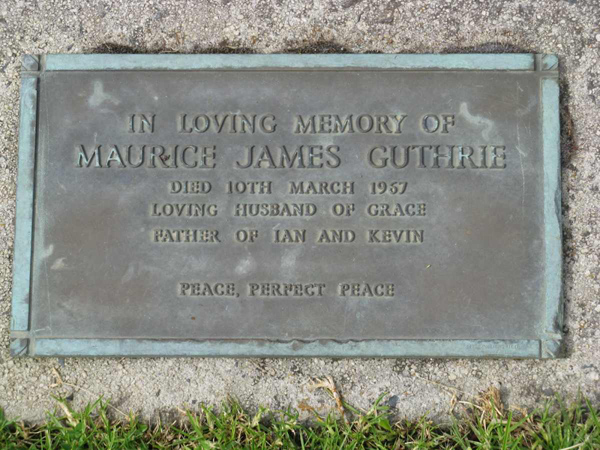 IN LOVING MEMORY OF
MAURICE JAMES GUTHRIE
DIED 10TH MARCH 1967
LOVING HUSBAND OF GRACE
FATHER OF IAN AND KEVIN
PEACE, PERFECT PEACE